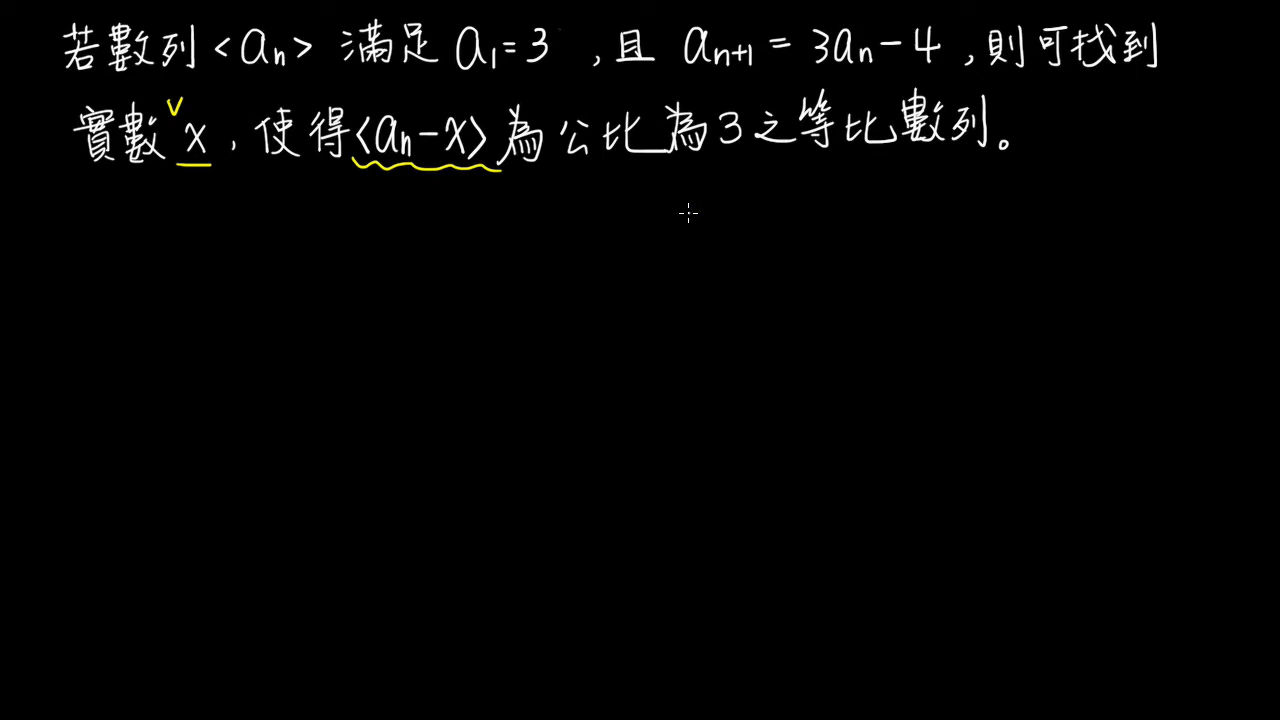 若數列<aₙ> 滿足 a₁=3 ,且 aₙ₊₁ = 3aₙ-4 ,則可找到
實數 x , 使得⟨aₙ-x⟩為公比為3之等比數列。